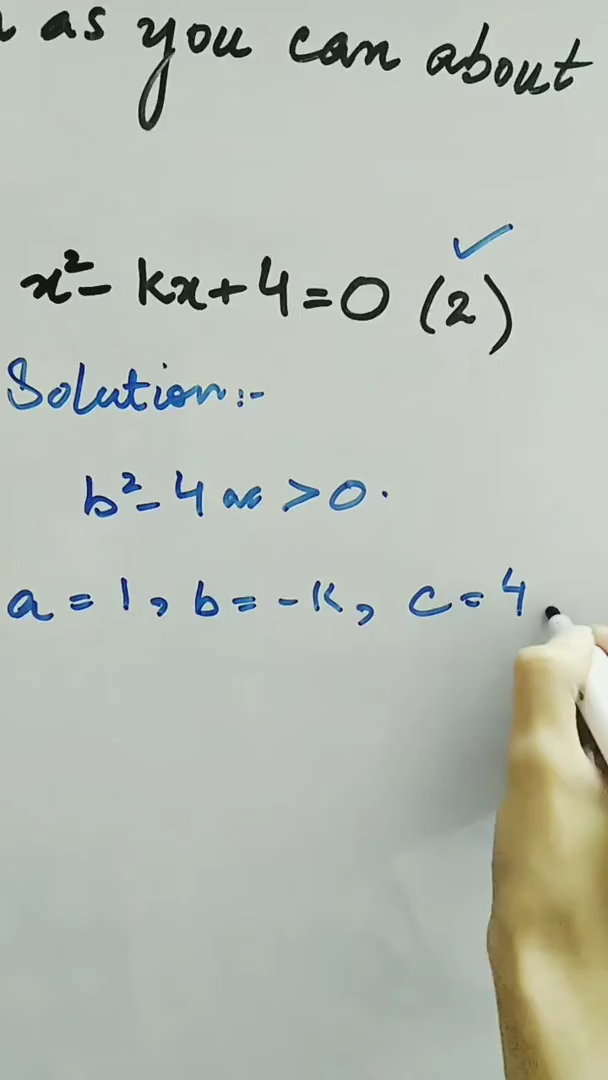 as you can about
x² - kx + 4 = 0 (2) ✓
Solution:-
b² - 4ac > 0.
a = 1, b = -k, c = 4